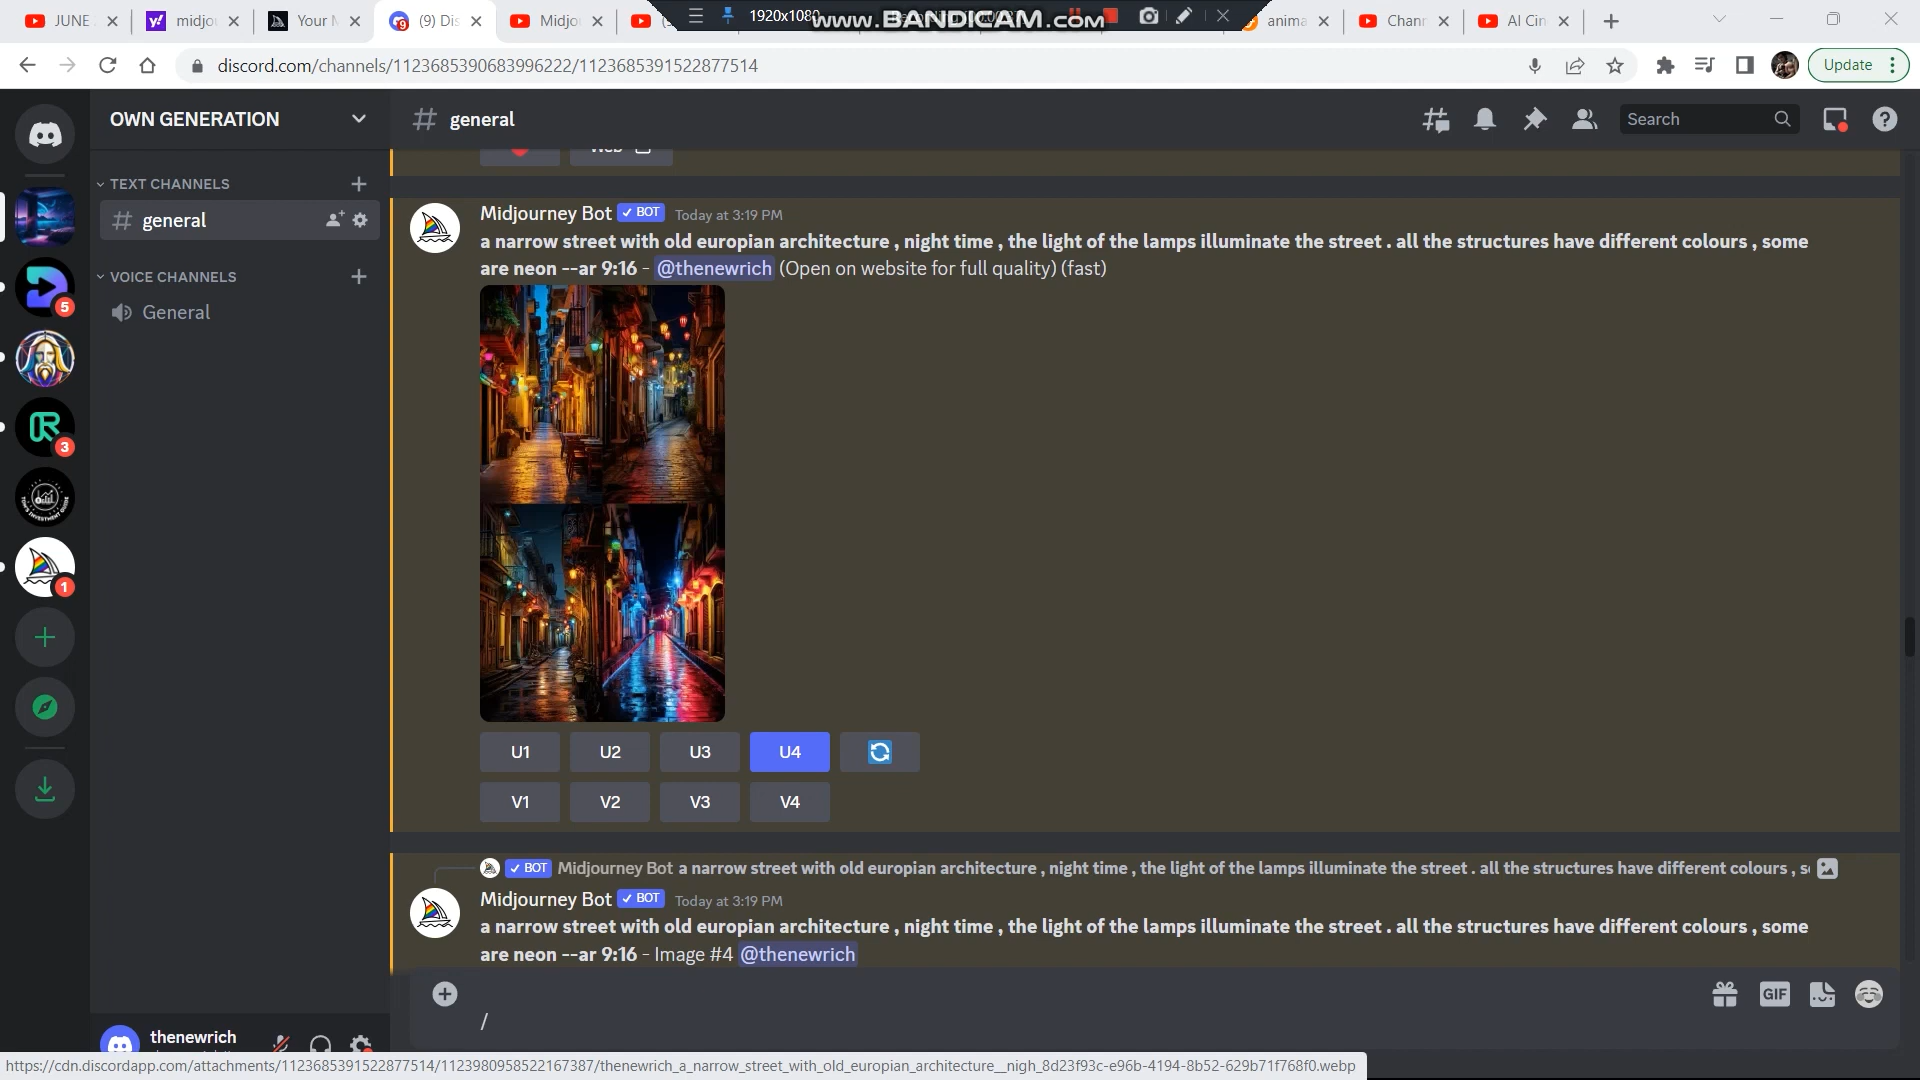 JUNE
midjou
Your M
(9) Dis
Midjo
1920x1080
www.BANDICAM.com
anima
Chann
AI Cin
discord.com/channels/1123685390683996222/1123685391522877514
Update
OWN GENERATION
general
Search
TEXT CHANNELS
general
VOICE CHANNELS
General
5
3
1
Web
Midjourney Bot ✓ BOT Today at 3:19 PM
a narrow street with old europian architecture , night time , the light of the lamps illuminate the street . all the structures have different colours , some
are neon --ar 9:16 - @thenewrich (Open on website for full quality) (fast)
U1 U2 U3 U4
V1 V2 V3 V4
✓ BOT Midjourney Bot a narrow street with old europian architecture , night time , the light of the lamps illuminate the street . all the structures have different colours , s
Midjourney Bot ✓ BOT Today at 3:19 PM
a narrow street with old europian architecture , night time , the light of the lamps illuminate the street . all the structures have different colours , some
are neon --ar 9:16 - Image #4 @thenewrich
GIF
/
thenewrich
https://cdn.discordapp.com/attachments/1123685391522877514/1123980958522167387/thenewrich_a_narrow_street_with_old_europian_architecture__nigh_8d23f93c-e96b-4194-8b52-629b71f768f0.webp